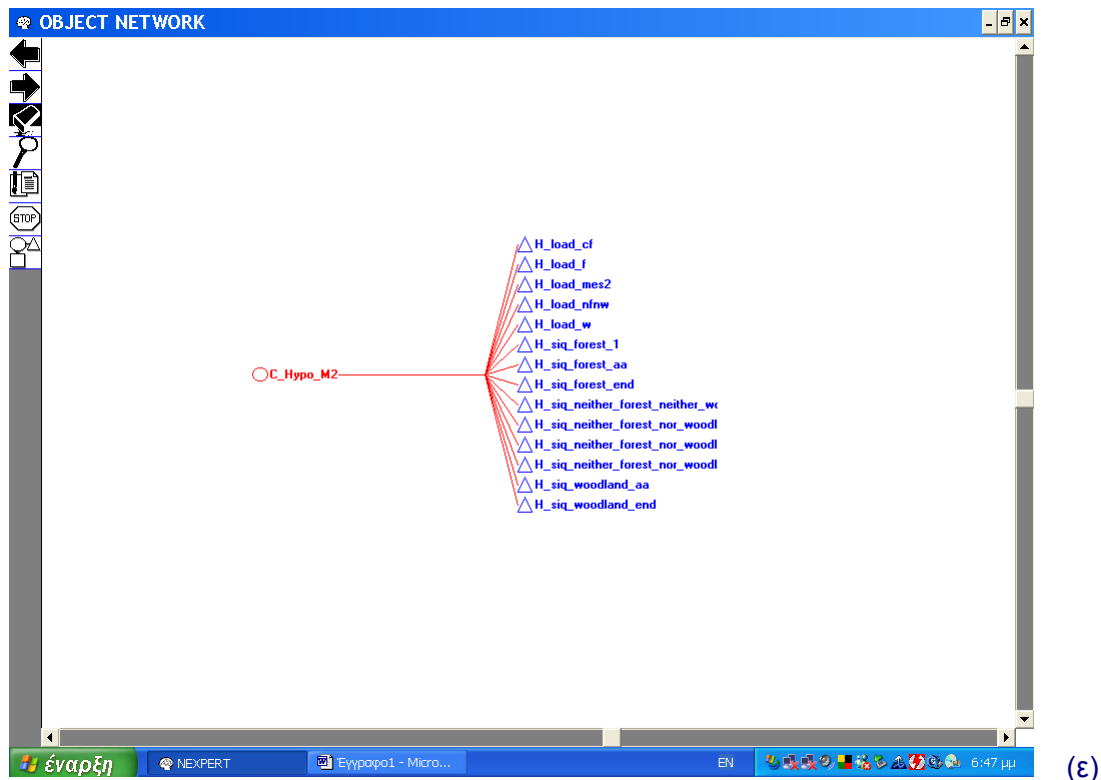 OBJECT NETWORK
STOP
H_load_cf
H_load_f
H_load_mes2
H_load_nfnw
H_load_w
H_siq_forest_1
H_siq_forest_aa
C_Hypo_M2
H_siq_forest_end
H_siq_neither_forest_neither_wc
H_siq_neither_forest_nor_woodl
H_siq_neither_forest_nor_woodl
H_siq_neither_forest_nor_woodl
H_siq_woodland_aa
H_siq_woodland_end
έναρξη
NEXPERT
Έγγραφο1 - Micro...
EN
6:47 μμ
(ε)